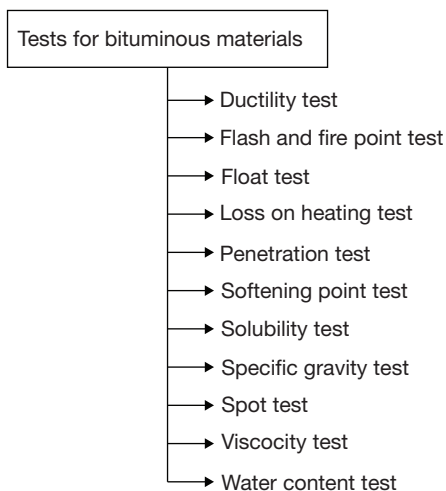 Tests for bituminous materials
Ductility test
Flash and fire point test
Float test
Loss on heating test
Penetration test
Softening point test
Solubility test
Specific gravity test
Spot test
Viscocity test
Water content test